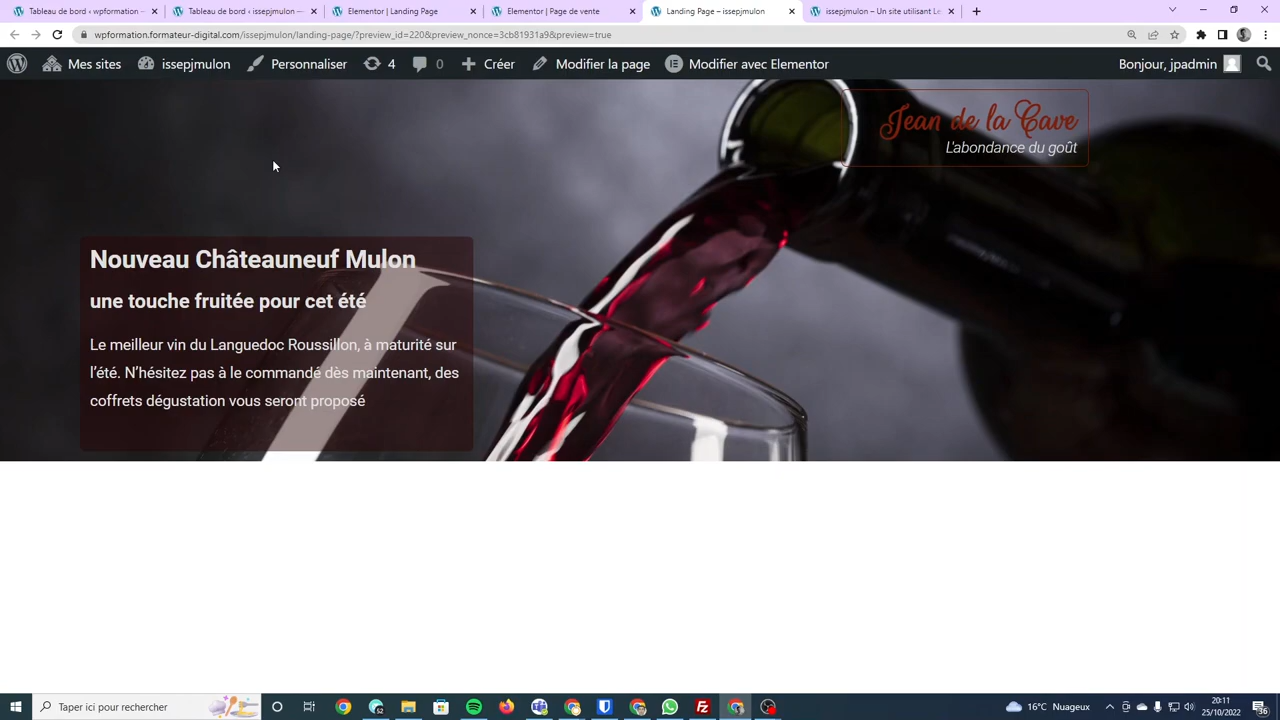 Tableau de bord ‹ wpformation
Tableau de bord ‹ issepjmulon —
Elementor | Landing Page
Elementor | Page de vente
Landing Page – issepjmulon
issepjmulon – Un site utilisant Le
wpformation.formateur-digital.com/issepjmulon/landing-page/?preview_id=220&preview_nonce=3cb81931a9&preview=true
Mes sites
issepjmulon
Personnaliser
4
0
Créer
Modifier la page
Modifier avec Elementor
Bonjour, jpadmin
Jean de la Cave
L'abondance du goût
Nouveau Châteauneuf Mulon
une touche fruitée pour cet été
Le meilleur vin du Languedoc Roussillon, à maturité sur
l'été. N'hésitez pas à le commandé dès maintenant, des
coffrets dégustation vous seront proposé
Taper ici pour rechercher
16°C Nuageux
20:11
25/10/2022